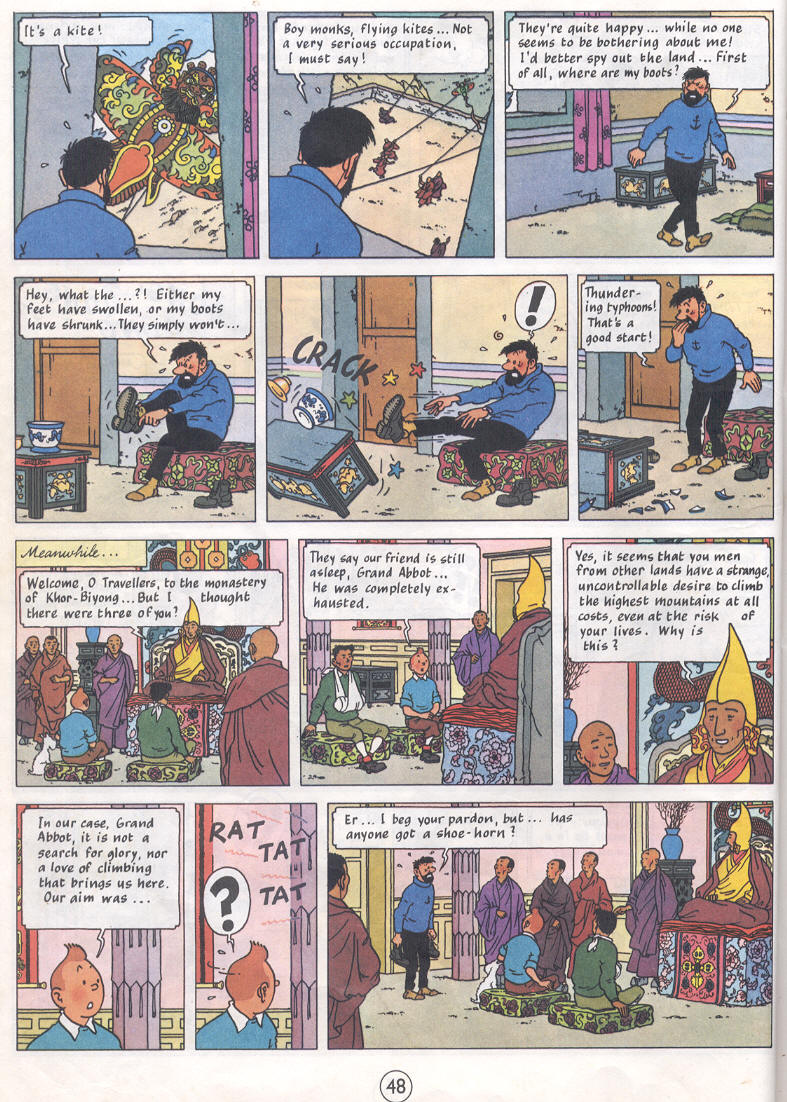 It's a kite!
Boy monks, flying kites... Not
a very serious occupation,
I must say!
They're quite happy... while no one
seems to be bothering about me!
I'd better spy out the land... First
of all, where are my boots?
Hey, what the ...?! Either my
feet have swollen, or my boots
have shrunk...They simply won't...
CRACK
!
Thunder-
ing typhoons!
That's a
good start!
Meanwhile...
Welcome, O Travellers, to the monastery
of Khor-Biyong...But I thought
there were three of you?
They say our friend is still
asleep, Grand Abbot...
He was completely ex-
hausted.
Yes, it seems that you men
from other lands have a strange,
uncontrollable desire to climb
the highest mountains at all
costs, even at the risk of
your lives. Why is
this?
In our case, Grand
Abbot, it is not a
search for glory, nor
a love of climbing
that brings us here.
Our aim was ...
RAT
TAT
TAT
?
Er... I beg your pardon, but... has
anyone got a shoe-horn?
48